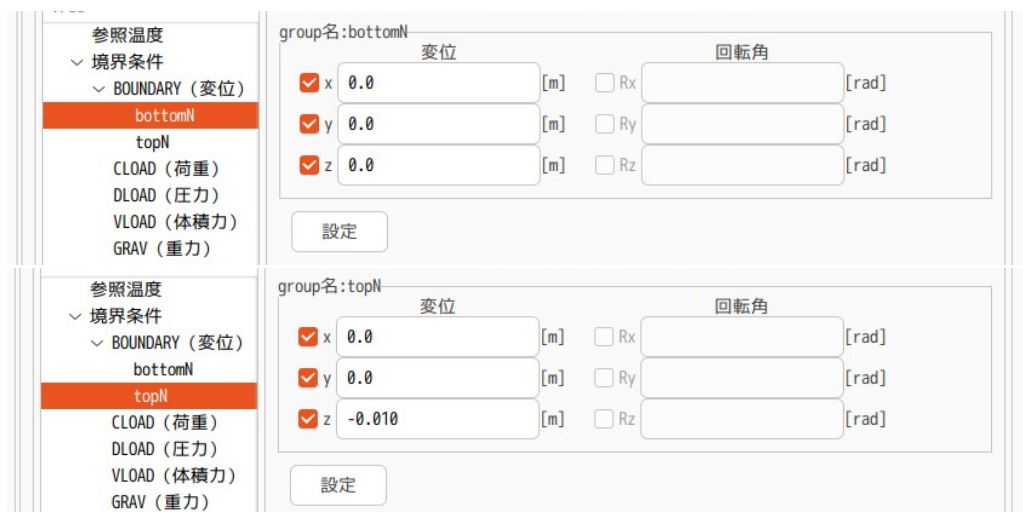 参照温度
境界条件
BOUNDARY（変位）
bottomN
topN
CLOAD（荷重）
DLOAD（圧力）
VLOAD（体積力）
GRAV（重力）
group名:bottomN
変位 回転角
x 0.0 [m] Rx [rad]
y 0.0 [m] Ry [rad]
z 0.0 [m] Rz [rad]
設定
参照温度
境界条件
BOUNDARY（変位）
bottomN
topN
CLOAD（荷重）
DLOAD（圧力）
VLOAD（体積力）
GRAV（重力）
group名:topN
変位 回転角
x 0.0 [m] Rx [rad]
y 0.0 [m] Ry [rad]
z -0.010 [m] Rz [rad]
設定